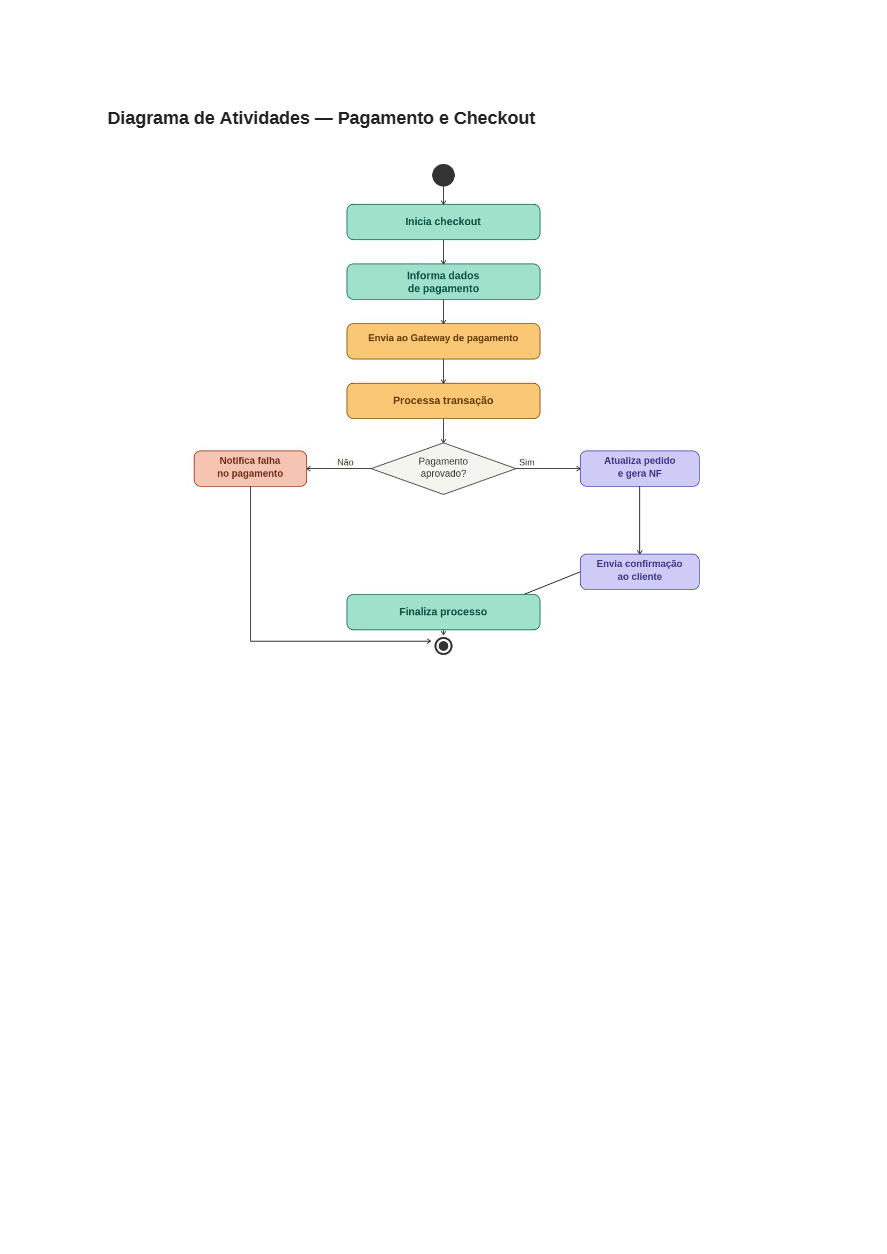 Diagrama de Atividades — Pagamento e Checkout
Inicia checkout
Informa dados
de pagamento
Envia ao Gateway de pagamento
Processa transação
Notifica falha
no pagamento
Não
Pagamento
aprovado?
Sim
Atualiza pedido
e gera NF
Envia confirmação
ao cliente
Finaliza processo